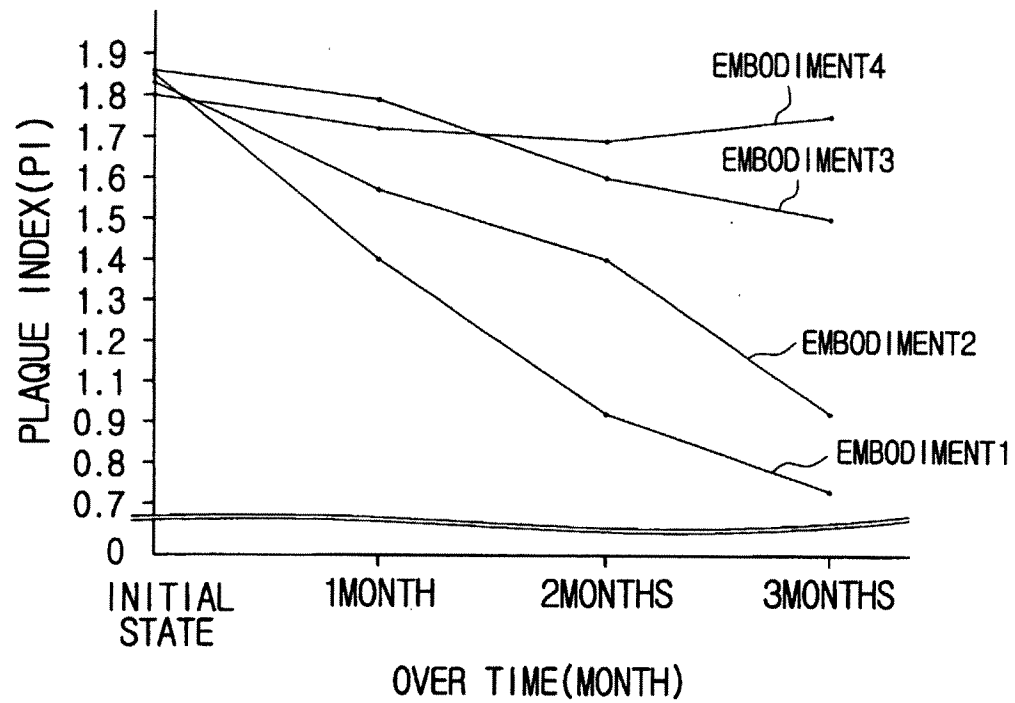 PLAQUE INDEX(PI)
1.9
1.8
1.7
1.6
1.5
1.4
1.3
1.2
1.1
0.9
0.8
0.7
0
EMBODIMENT4
EMBODIMENT3
EMBODIMENT2
EMBODIMENT1
INITIAL
STATE
1MONTH
2MONTHS
3MONTHS
OVER TIME(MONTH)